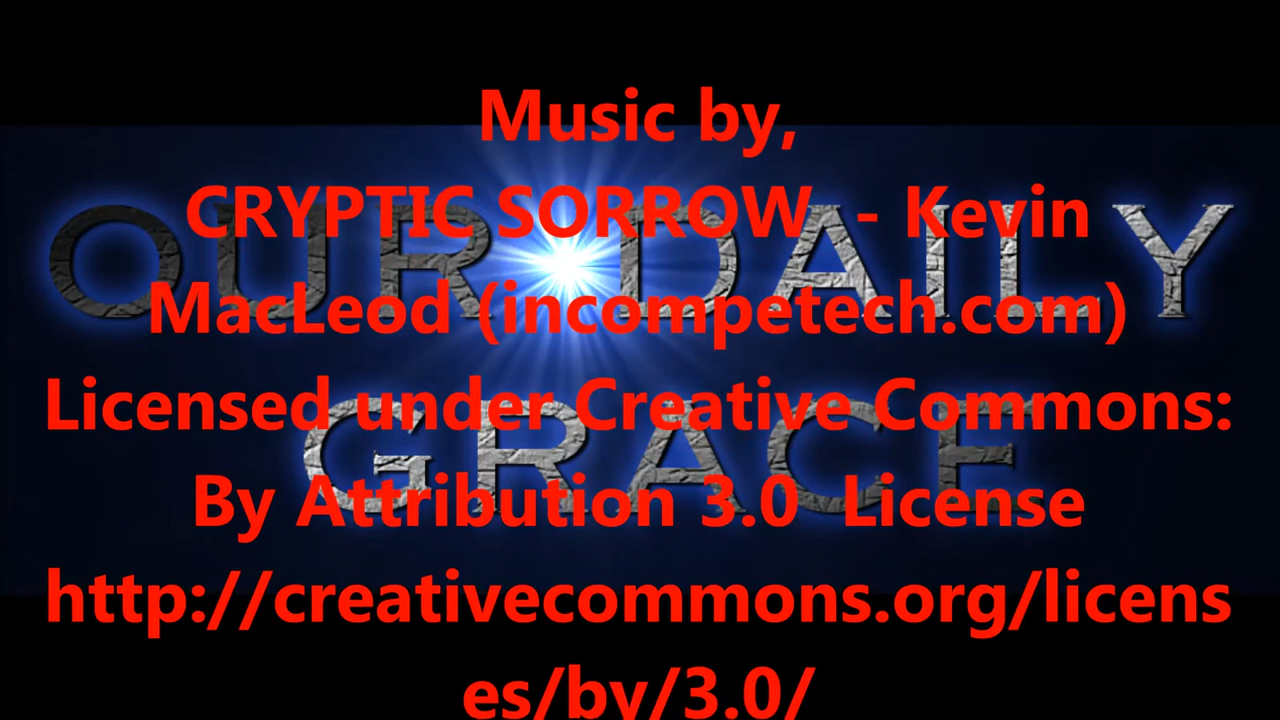 Music by,
CRYPTIC SORROW - Kevin
MacLeod (incompetech.com)
Licensed under Creative Commons:
By Attribution 3.0 License
http://creativecommons.org/licens
es/by/3.0/
OUR DAILY
GRACE